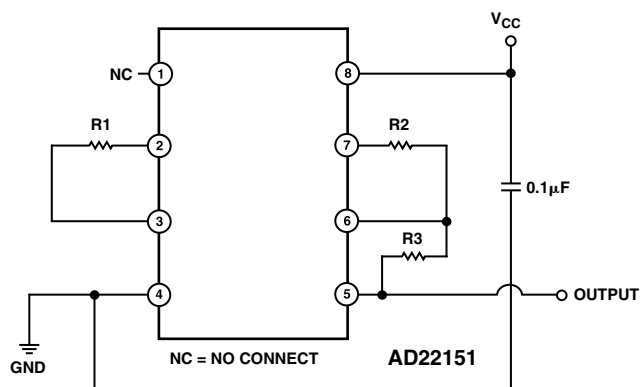 V_CC
NC
1
8
R1
R2
2
7
0.1μF
3
6
R3
4
5
OUTPUT
GND
NC = NO CONNECT
AD22151